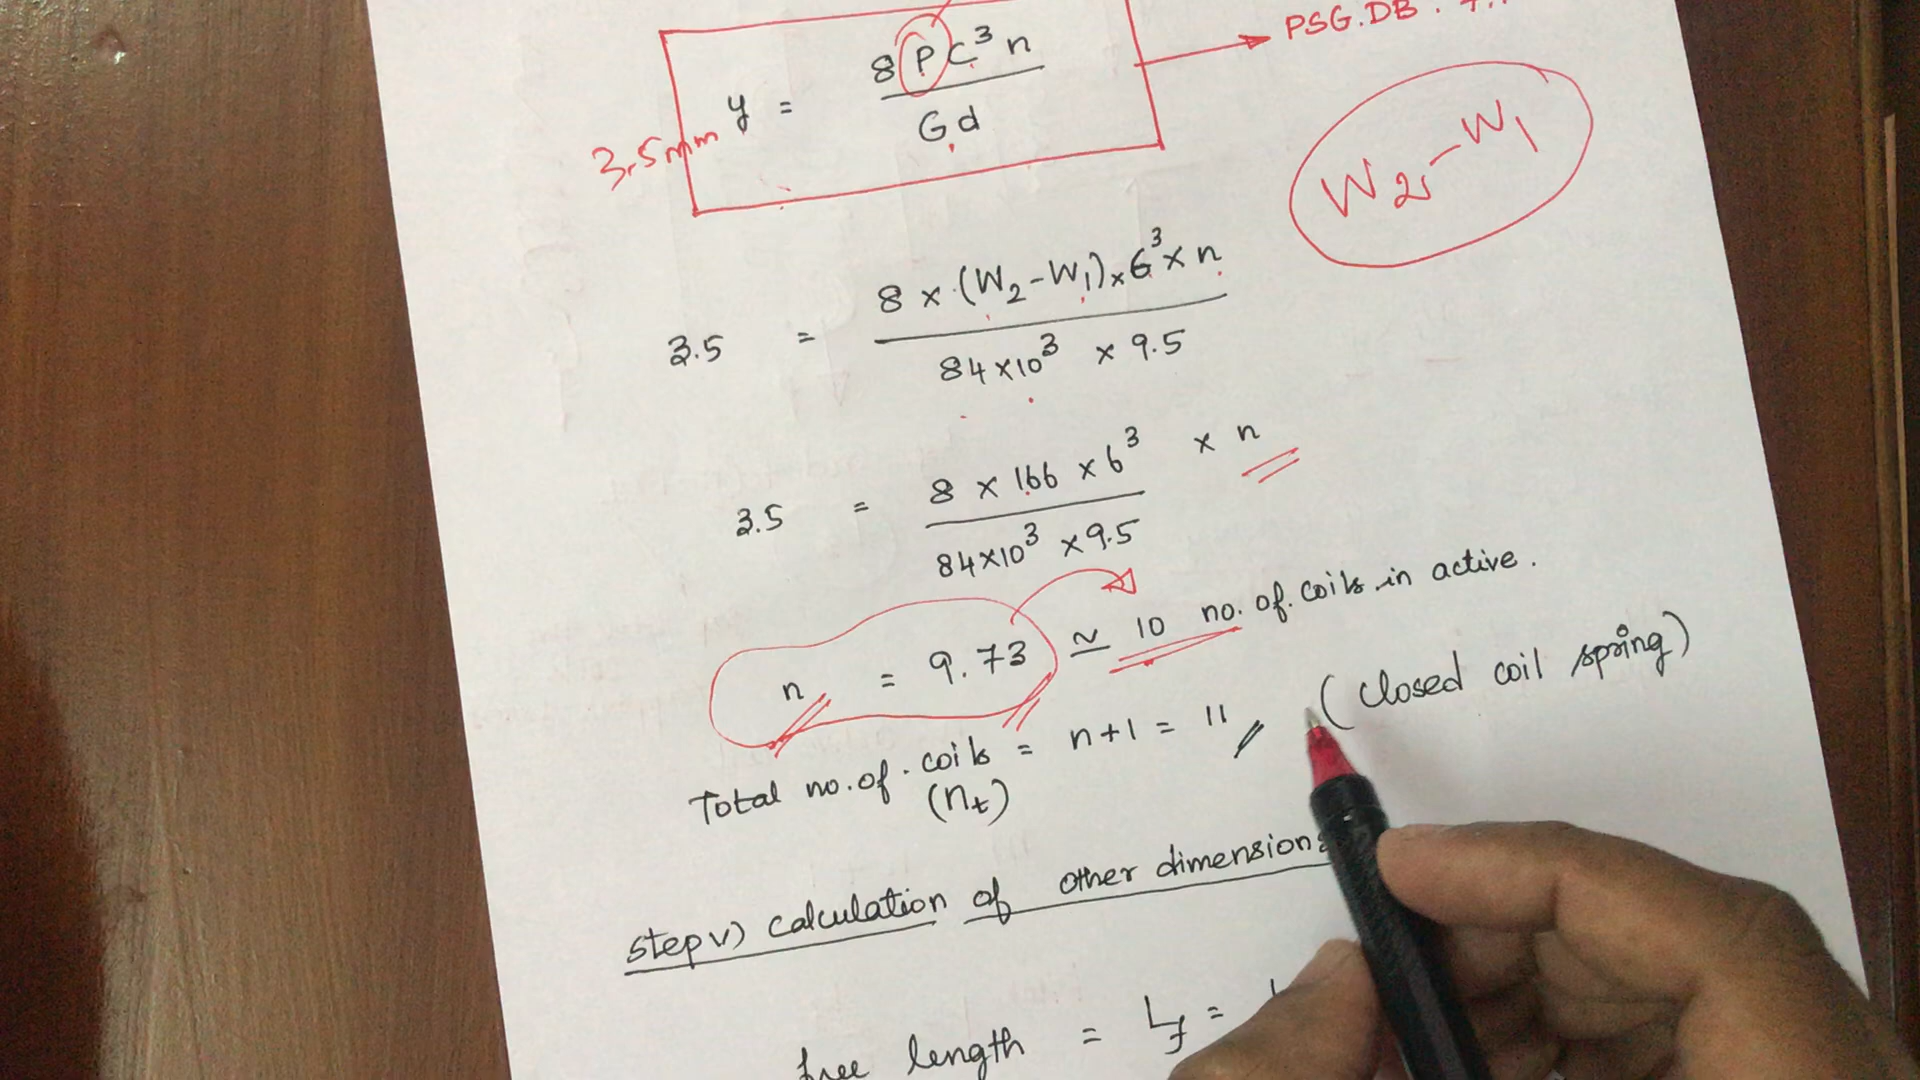 PSG.DB.
y = 8PC³n / Gd
3.5mm
W2-W1
3.5 = 8 × (W₂-W₁) × 6³ × n / 84×10³ × 9.5
3.5 = 8 × 166 × 6³ / 84×10³ × 9.5 × n
n = 9.73 ≃ 10 no. of. coils in active.
Total no. of. coils = n+1 = 11 (closed coil spring)
(nt)
step v) calculation of other dimensions
free length = Lf =